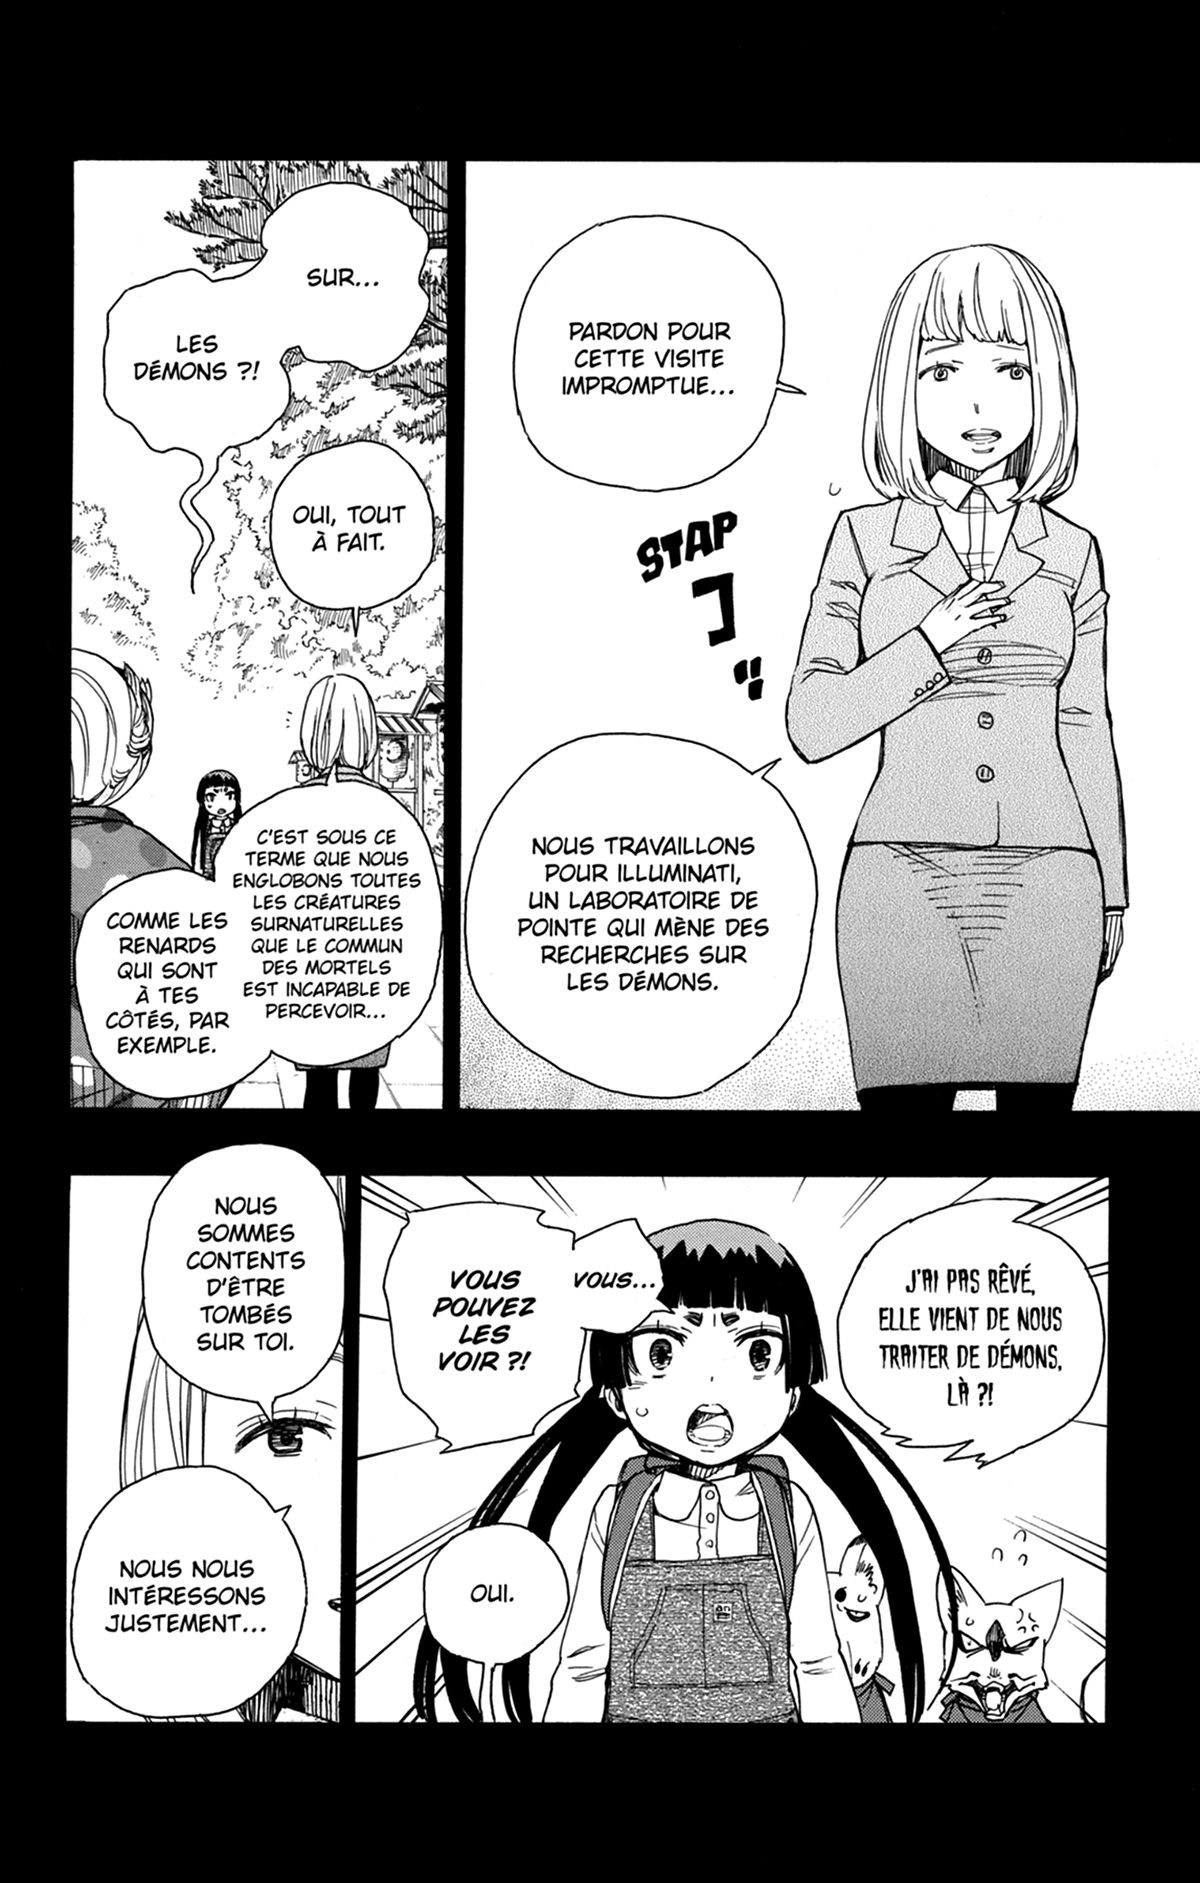 PARDON POUR
CETTE VISITE
IMPROMPTUE...
STAP
コ
NOUS TRAVAILLONS
POUR ILLUMINATI,
UN LABORATOIRE DE
POINTE QUI MÈNE DES
RECHERCHES SUR
LES DÉMONS.
SUR...
LES
DÉMONS ?!
OUI, TOUT
À FAIT.
C'EST SOUS CE
TERME QUE NOUS
ENGLOBONS TOUTES
LES CRÉATURES
SURNATURELLES
QUE LE COMMUN
DES MORTELS
EST INCAPABLE DE
PERCEVOIR...
COMME LES
RENARDS
QUI SONT
À TES
CÔTÉS, PAR
EXEMPLE.
J'AI PAS RÊVÉ,
ELLE VIENT DE NOUS
TRAITER DE DÉMONS,
LÀ ?!
VOUS...
VOUS
POUVEZ
LES
VOIR ?!
OUI.
NOUS
SOMMES
CONTENTS
D'ÊTRE
TOMBÉS
SUR TOI.
NOUS NOUS
INTÉRESSONS
JUSTEMENT...